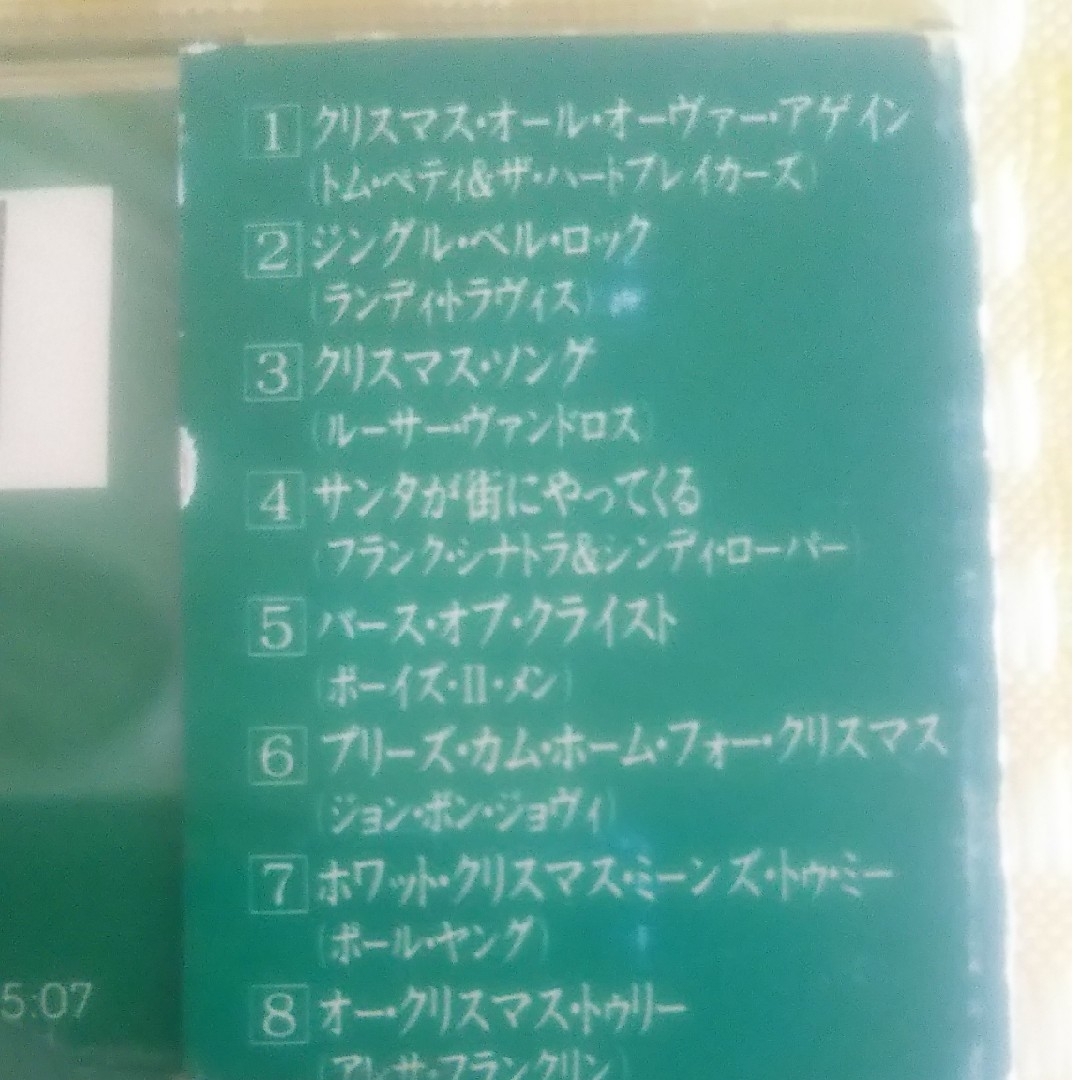 1 クリスマス・オール・オーヴァー・アゲイン
(トム・ペティ&ザ・ハートブレイカーズ)
2 ジングル・ベル・ロック
(ランディ・トラヴィス)
3 クリスマス・ソング
(ルーサー・ヴァンドロス)
4 サンタが街にやってくる
(フランク・シナトラ&シンディ・ローパー)
5 バース・オブ・クライスト
(ボーイズ・II・メン)
6 プリーズ・カム・ホーム・フォー・クリスマス
(ジョン・ボン・ジョヴィ)
7 ホワット・クリスマス・ミーンズ・トゥ・ミー
(ポール・ヤング)
5:07
8 オー・クリスマス・トゥリー
(アレサ・フランクリン)